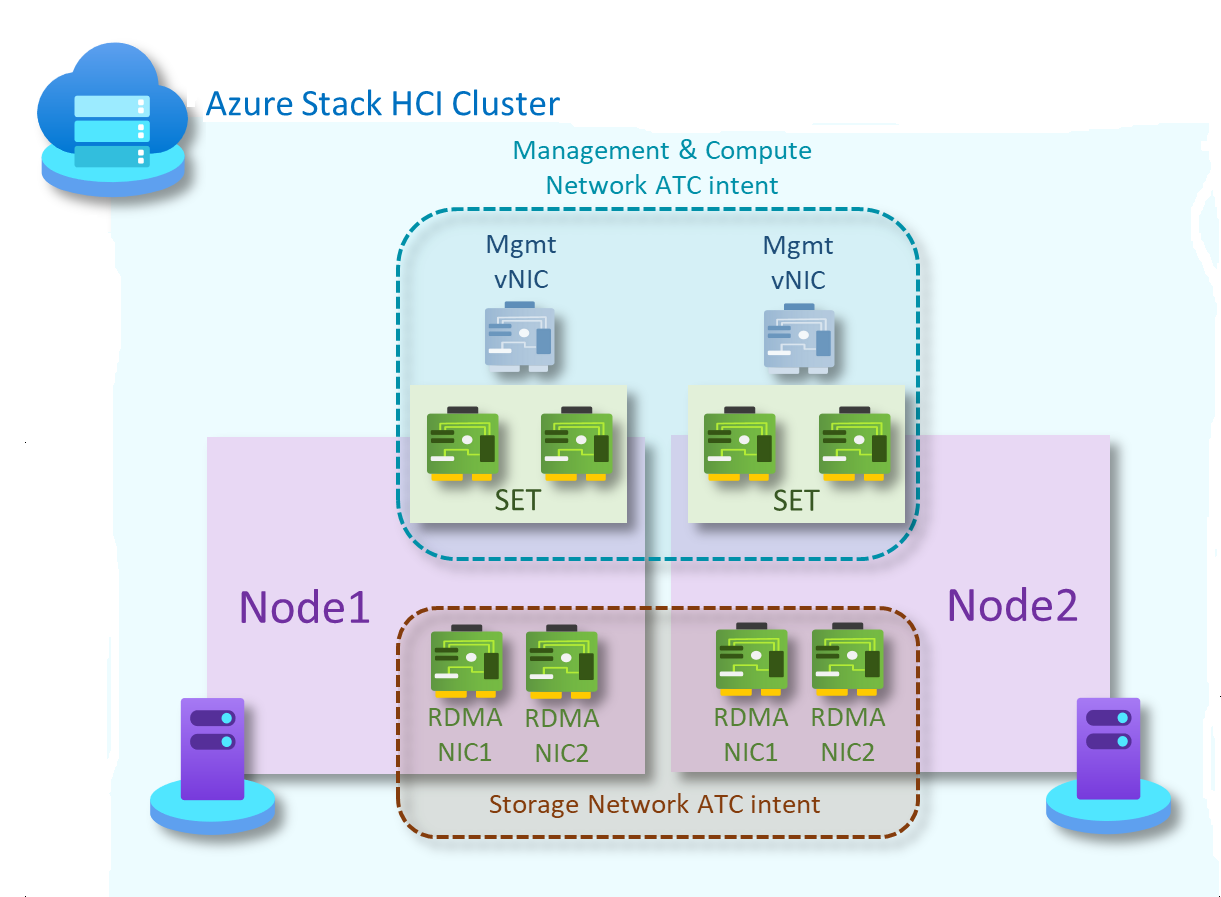 Azure Stack HCI Cluster
Management & Compute
Network ATC intent
Mgmt
vNIC
Mgmt
vNIC
SET
SET
Node1
Node2
RDMA
NIC1
RDMA
NIC2
RDMA
NIC1
RDMA
NIC2
Storage Network ATC intent